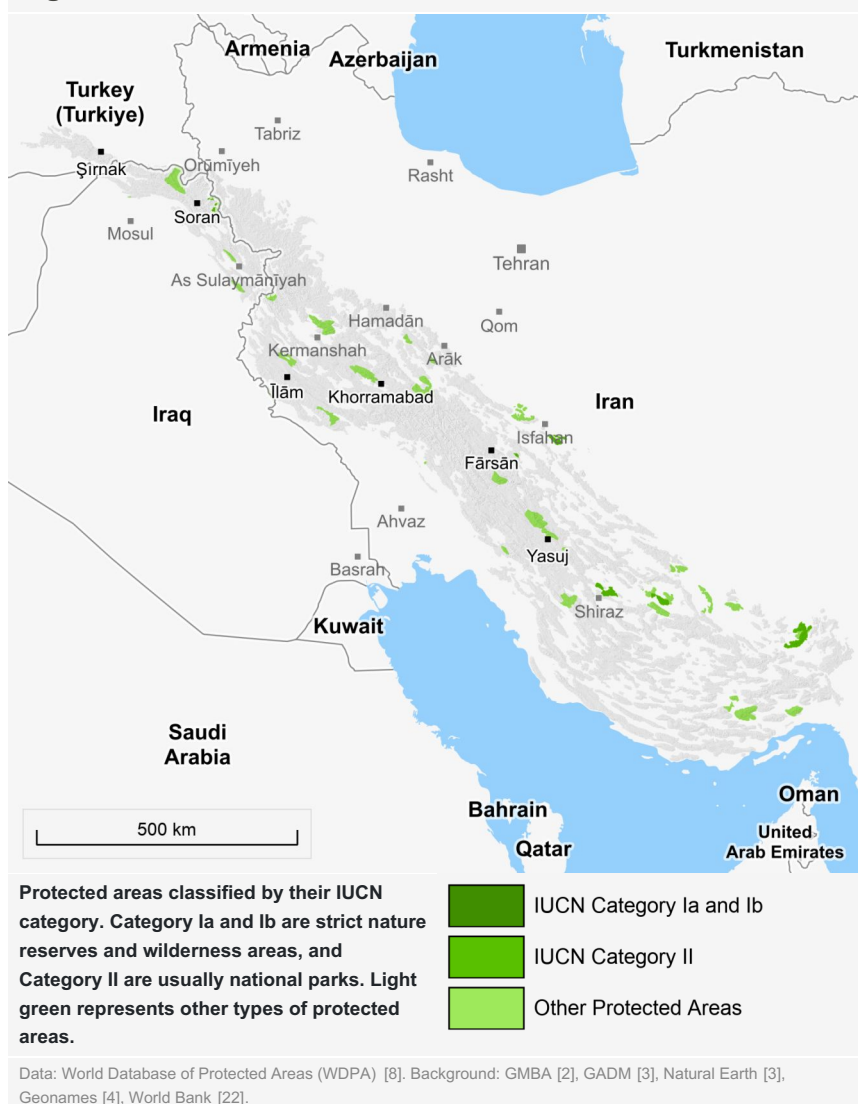 Armenia
Azerbaijan
Turkmenistan
Turkey
(Turkiye)
Tabriz
Şirnak
Orūmīyeh
Rasht
Soran
Mosul
Tehran
As Sulaymānīyah
Hamadān
Qom
Kermanshah
Arāk
Īlām
Khorramabad
Iran
Iraq
Isfahan
Fārsān
Ahvaz
Yasuj
Basrah
Shiraz
Kuwait
Saudi
Arabia
Oman
Bahrain
United
Arab Emirates
Qatar
500 km
Protected areas classified by their IUCN
category. Category Ia and Ib are strict nature
reserves and wilderness areas, and
Category II are usually national parks. Light
green represents other types of protected
areas.
IUCN Category Ia and Ib
IUCN Category II
Other Protected Areas
Data: World Database of Protected Areas (WDPA) [8]. Background: GMBA [2], GADM [3], Natural Earth [3],
Geonames [4], World Bank [22].